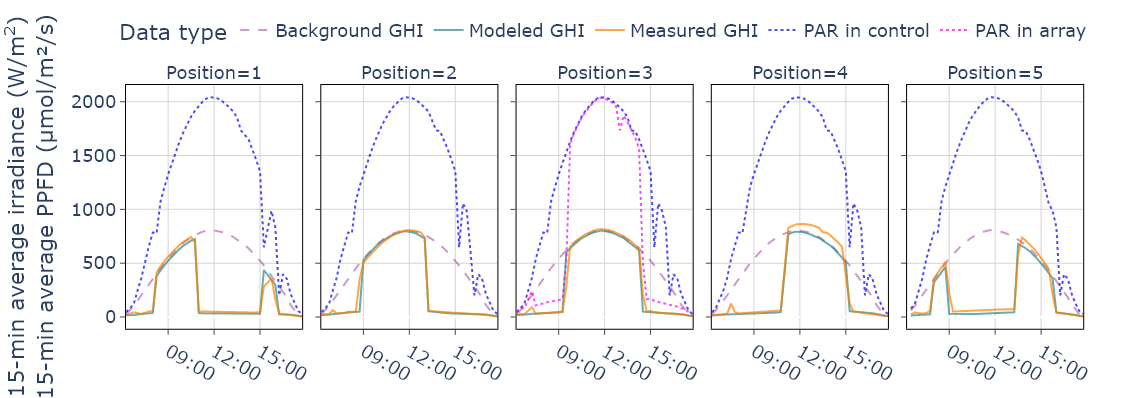 Data type Background GHI Modeled GHI Measured GHI PAR in control PAR in array
15-min average irradiance (W/m²)
15-min average PPFD (μmol/m²/s)
Position=1 Position=2 Position=3 Position=4 Position=5
2000
1500
1000
500
0
09:00 12:00 15:00 09:00 12:00 15:00 09:00 12:00 15:00 09:00 12:00 15:00 09:00 12:00 15:00